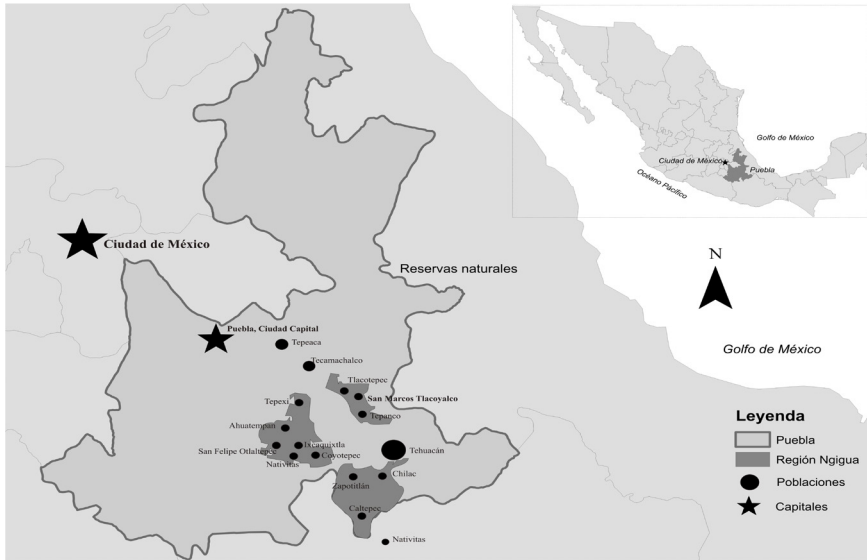 Golfo de México
Ciudad de México
Puebla
Océano Pácífico
Ciudad de México
Reservas naturales
N
Puebla, Ciudad Capital
Tepeaca
Tecamachalco
Golfo de México
Tlacotepec
San Marcos Tlacoyalco
Tepexi
Tepanco
Ahuatempan
San Felipe Otlaltepec
Ixcaquixtla
Nativitas
Coyotepec
Tehuacán
Zapotitlán
Chilac
Caltepec
Nativitas
Leyenda
Puebla
Región Ngigua
Poblaciones
Capitales